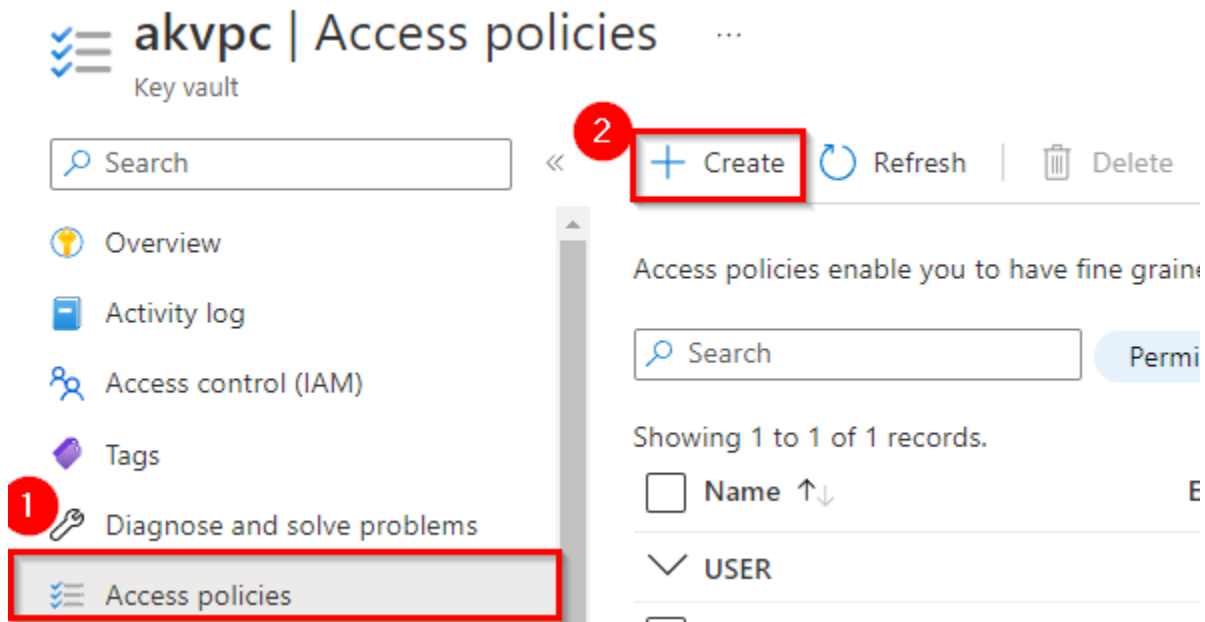 akvpc | Access policies ...
Key vault
2
Search
«
+ Create
Refresh
Delete
Overview
Activity log
Access control (IAM)
Tags
1
Diagnose and solve problems
Access policies
Access policies enable you to have fine
Search
Showing 1 to 1 of 1 records.
Name ↑↓
USER